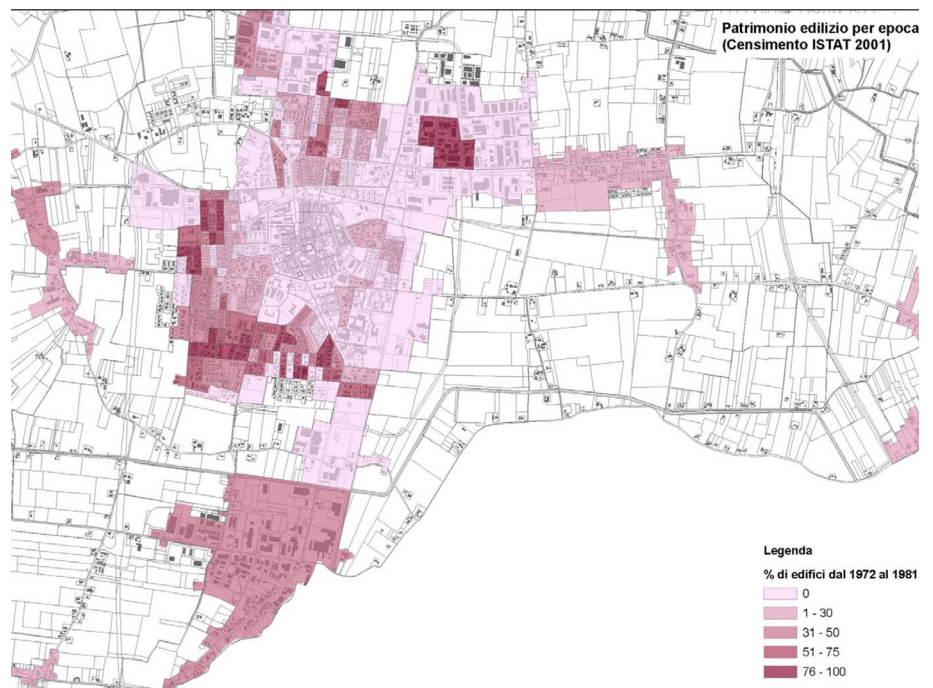 Patrimonio edilizio per epoca
(Censimento ISTAT 2001)
Legenda
% di edifici dal 1972 al 1981
0
1 - 30
31 - 50
51 - 75
76 - 100